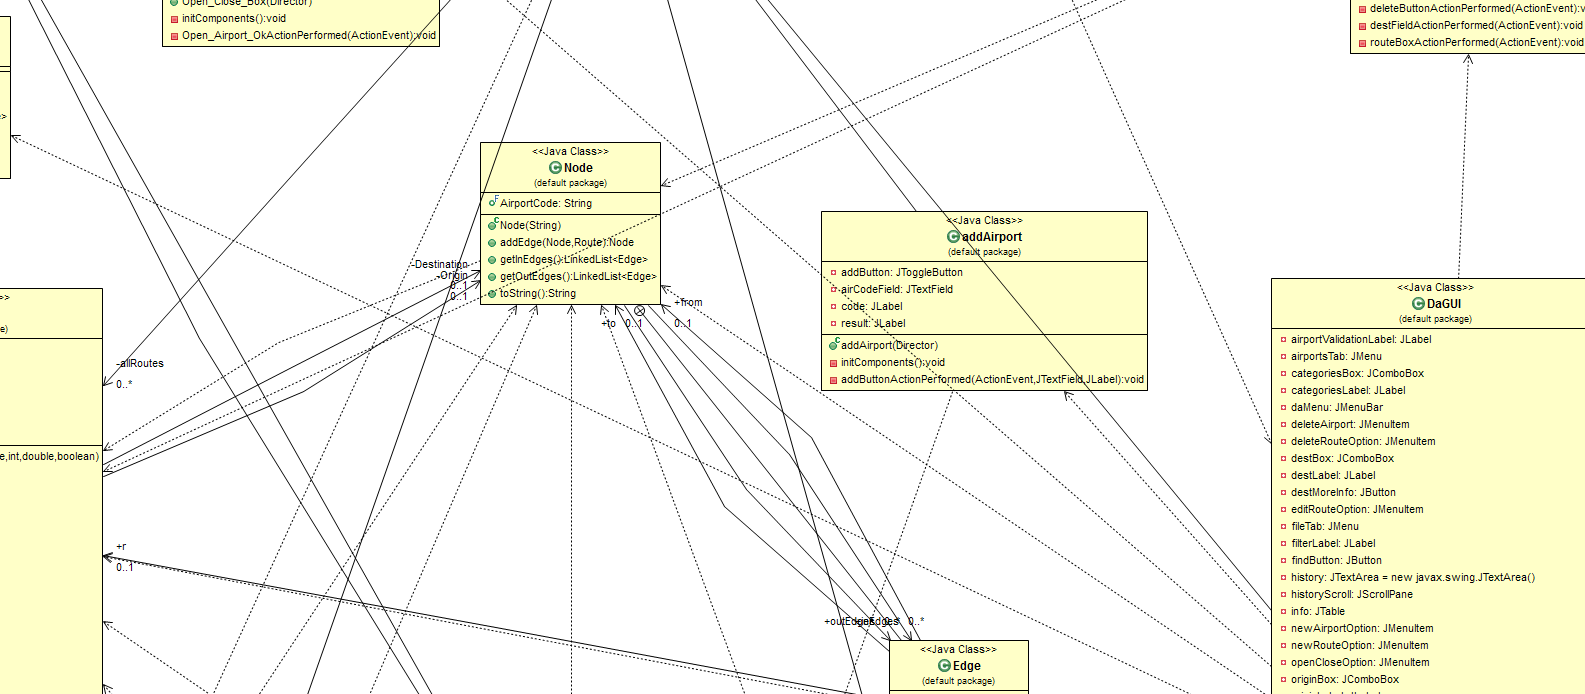 Open_Close_Box(Director)
initComponents():void
Open_Airport_OkActionPerformed(ActionEvent):void
deleteButtonActionPerformed(ActionEvent):v
destFieldActionPerformed(ActionEvent):void
routeBoxActionPerformed(ActionEvent):void
>
<<Java Class>>
Node
(default package)
AirportCode: String
Node(String)
addEdge(Node,Route):Node
getInEdges():LinkedList<Edge>
getOutEdges():LinkedList<Edge>
toString():String
-Destination
-Origin
0..1
0..1
+to
0..1
+from
0..1
<<Java Class>>
addAirport
(default package)
addButton: JToggleButton
airCodeField: JTextField
code: JLabel
result: JLabel
addAirport(Director)
initComponents():void
addButtonActionPerformed(ActionEvent,JTextField,JLabel):void
>>
e)
-allRoutes
0..*
e,int,double,boolean)
+r
0..1
<<Java Class>>
DaGUI
(default package)
airportValidationLabel: JLabel
airportsTab: JMenu
categoriesBox: JComboBox
categoriesLabel: JLabel
daMenu: JMenuBar
deleteAirport: JMenuItem
deleteRouteOption: JMenuItem
destBox: JComboBox
destLabel: JLabel
destMoreInfo: JButton
editRouteOption: JMenuItem
fileTab: JMenu
filterLabel: JLabel
findButton: JButton
history: JTextArea = new javax.swing.JTextArea()
historyScroll: JScrollPane
info: JTable
newAirportOption: JMenuItem
newRouteOption: JMenuItem
openCloseOption: JMenuItem
originBox: JComboBox
0..*
<<Java Class>>
Edge
(default package)